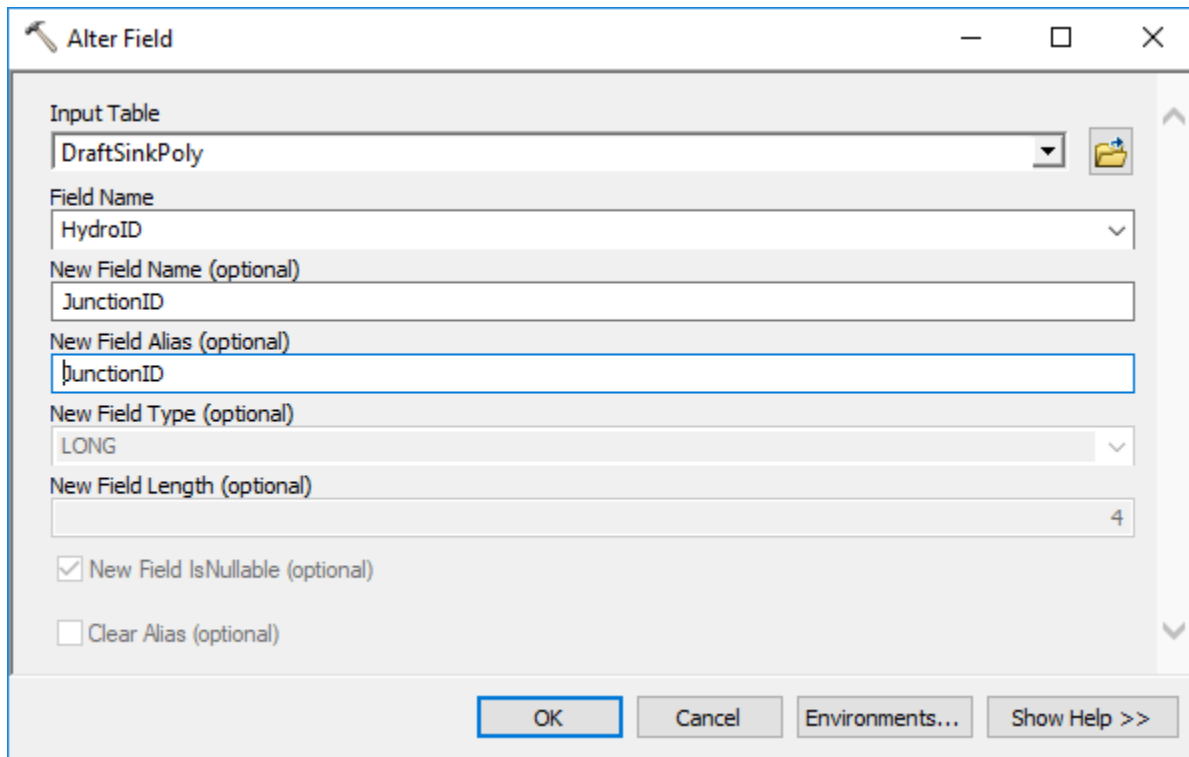 Alter Field
Input Table
DraftSinkPoly
Field Name
HydroID
New Field Name (optional)
JunctionID
New Field Alias (optional)
JunctionID
New Field Type (optional)
LONG
New Field Length (optional)
4
New Field IsNullable (optional)
Clear Alias (optional)
OK Cancel Environments... Show Help >>